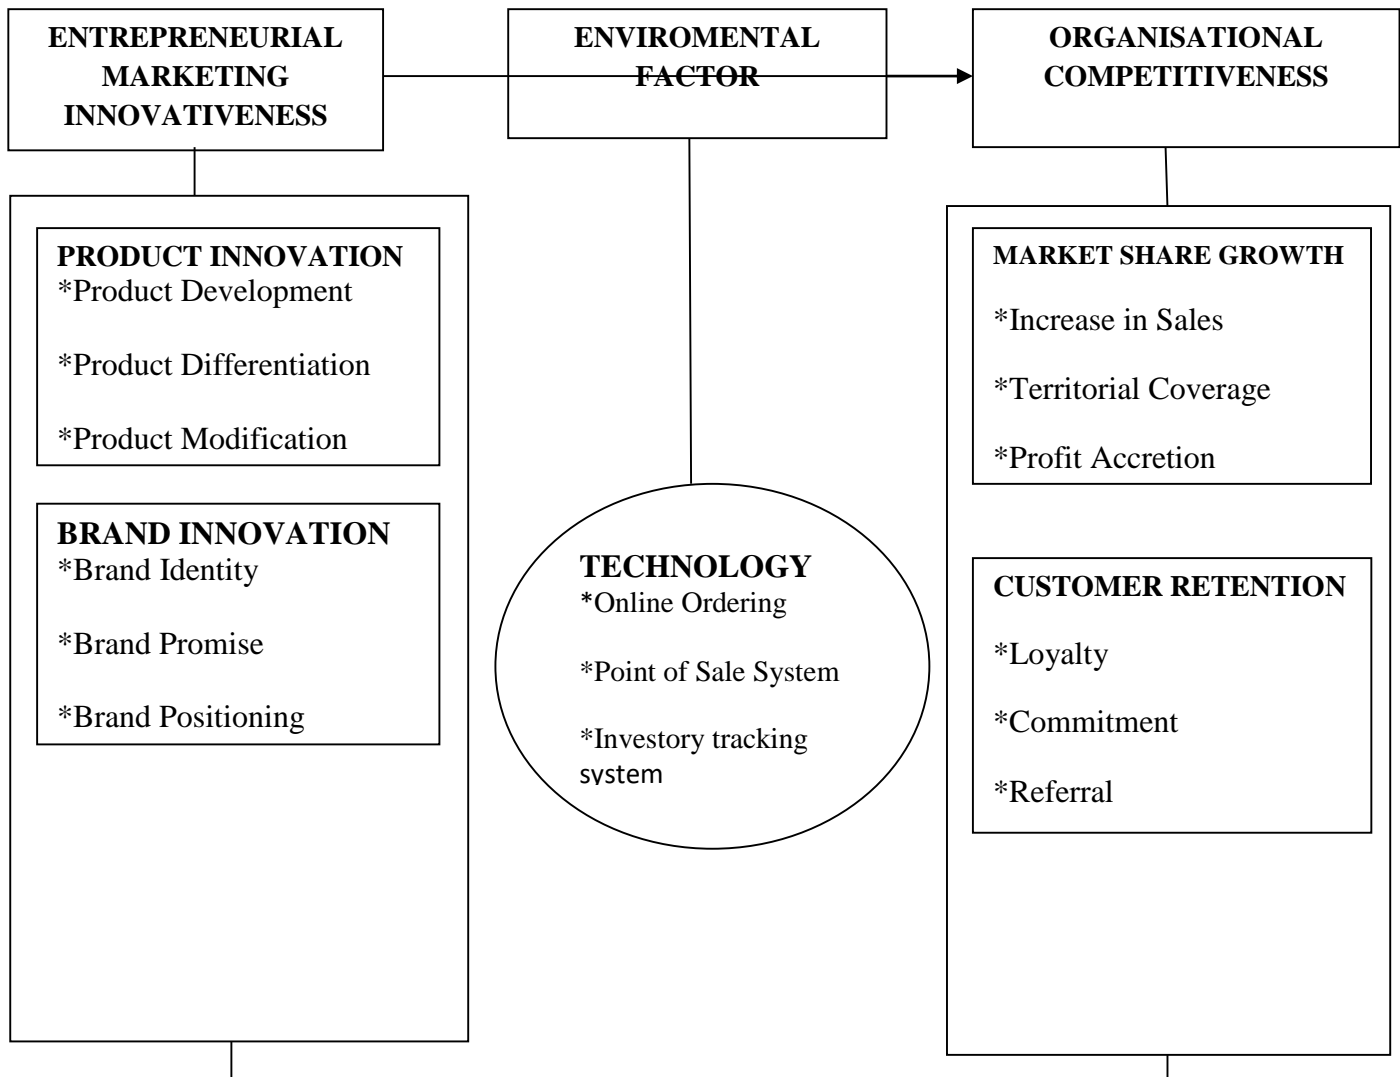 ENTREPRENEURIAL
MARKETING
INNOVATIVENESS
ENVIROMENTAL
FACTOR
ORGANISATIONAL
COMPETITIVENESS
PRODUCT INNOVATION
*Product Development
*Product Differentiation
*Product Modification
BRAND INNOVATION
*Brand Identity
*Brand Promise
*Brand Positioning
TECHNOLOGY
*Online Ordering
*Point of Sale System
*Investory tracking
system
MARKET SHARE GROWTH
*Increase in Sales
*Territorial Coverage
*Profit Accretion
CUSTOMER RETENTION
*Loyalty
*Commitment
*Referral